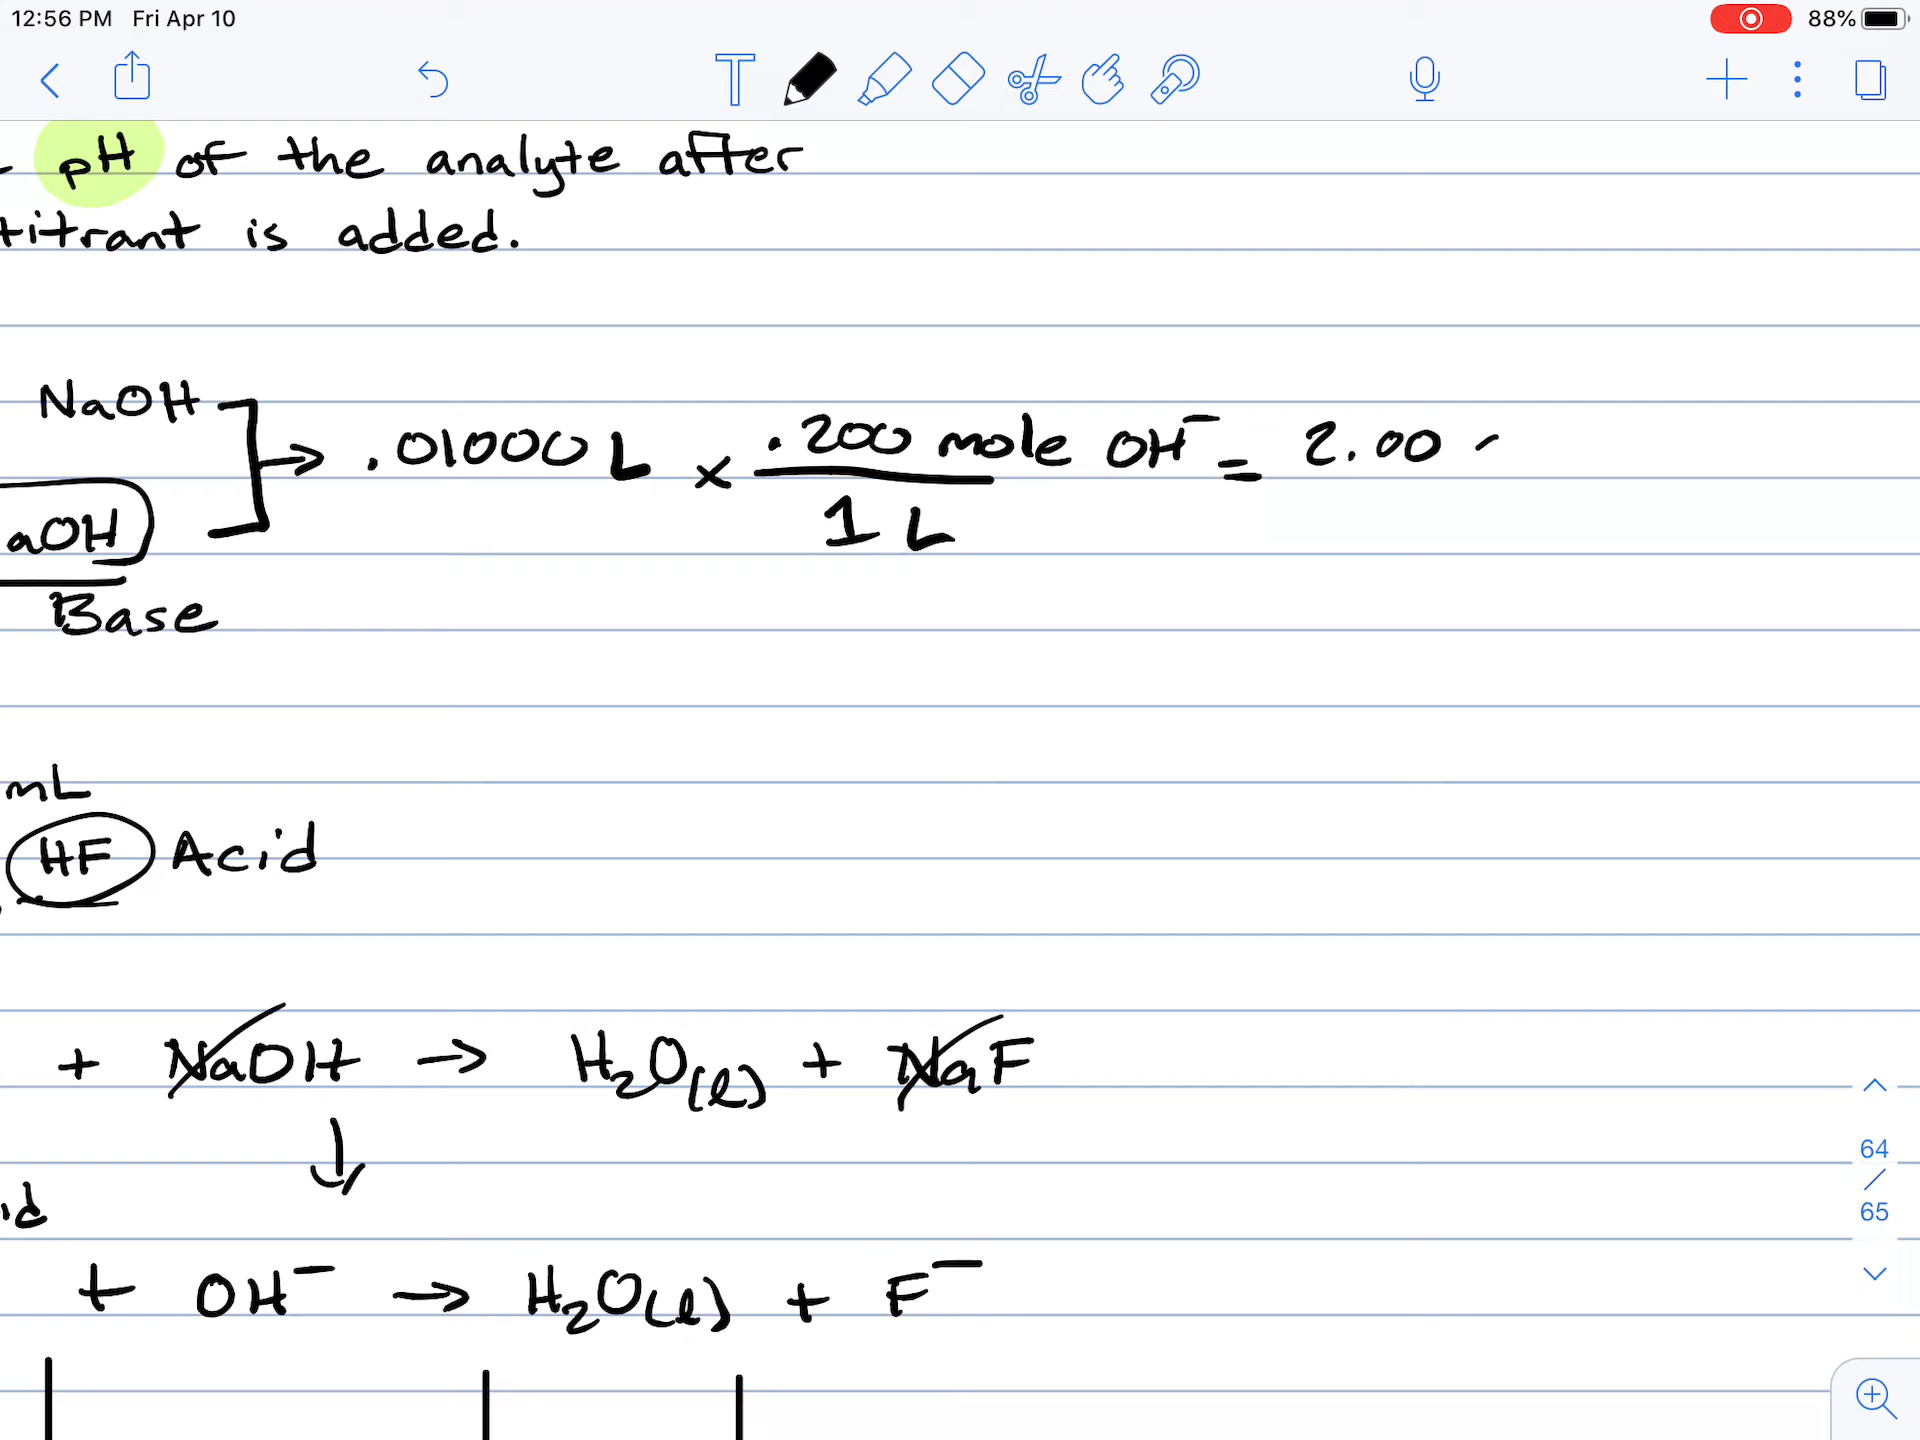 12:56 PM Fri Apr 10 88%
pH of the analyte after
titrant is added.
NaOH
.01000 L x .200 mole OH⁻ = 2.00
1 L
aOH
Base
mL
HF Acid
+ NaOH → H₂O(l) + NaF
↓
id
+ OH⁻ → H₂O(l) + F⁻
64
/
65